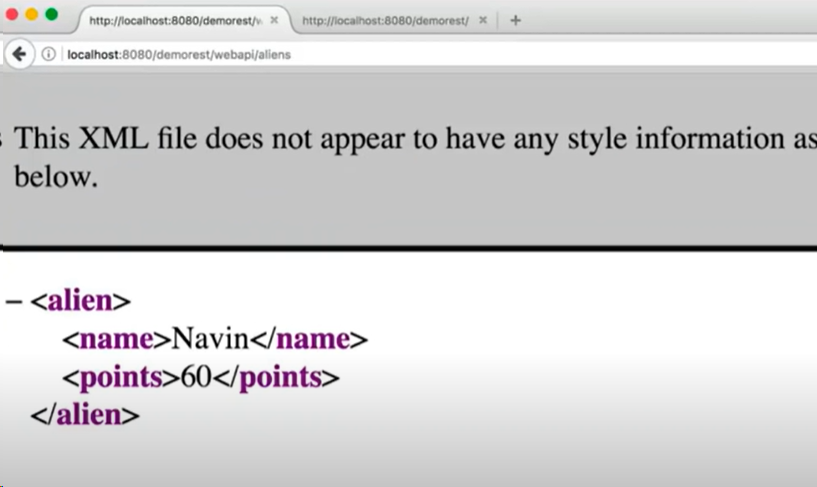 http://localhost:8080/demorest/w
http://localhost:8080/demorest/
localhost:8080/demorest/webapi/aliens
This XML file does not appear to have any style information as
below.
– <alien>
<name>Navin</name>
<points>60</points>
</alien>